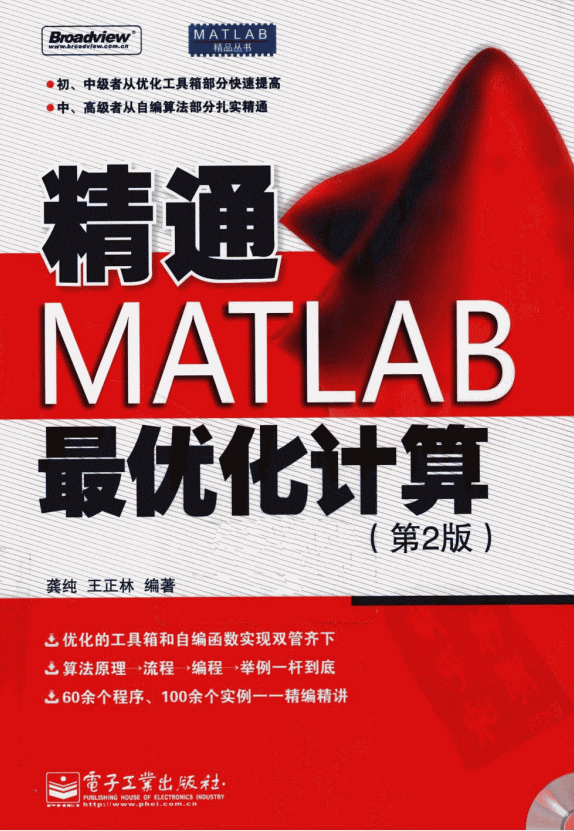 Broadview®
www.broadview.com.cn
MATLAB
精品丛书
●初、中级者从优化工具箱部分快速提高
●中、高级者从自编算法部分扎实精通
精通
MATLAB
最优化计算
(第2版)
龚纯 王正林 编著
优化的工具箱和自编函数实现双管齐下
算法原理→流程→编程→举例一杆到底
60余个程序、100余个实例——精编精讲
电子工业出版社
PUBLISHING HOUSE OF ELECTRONICS INDUSTRY
http://www.phei.com.cn